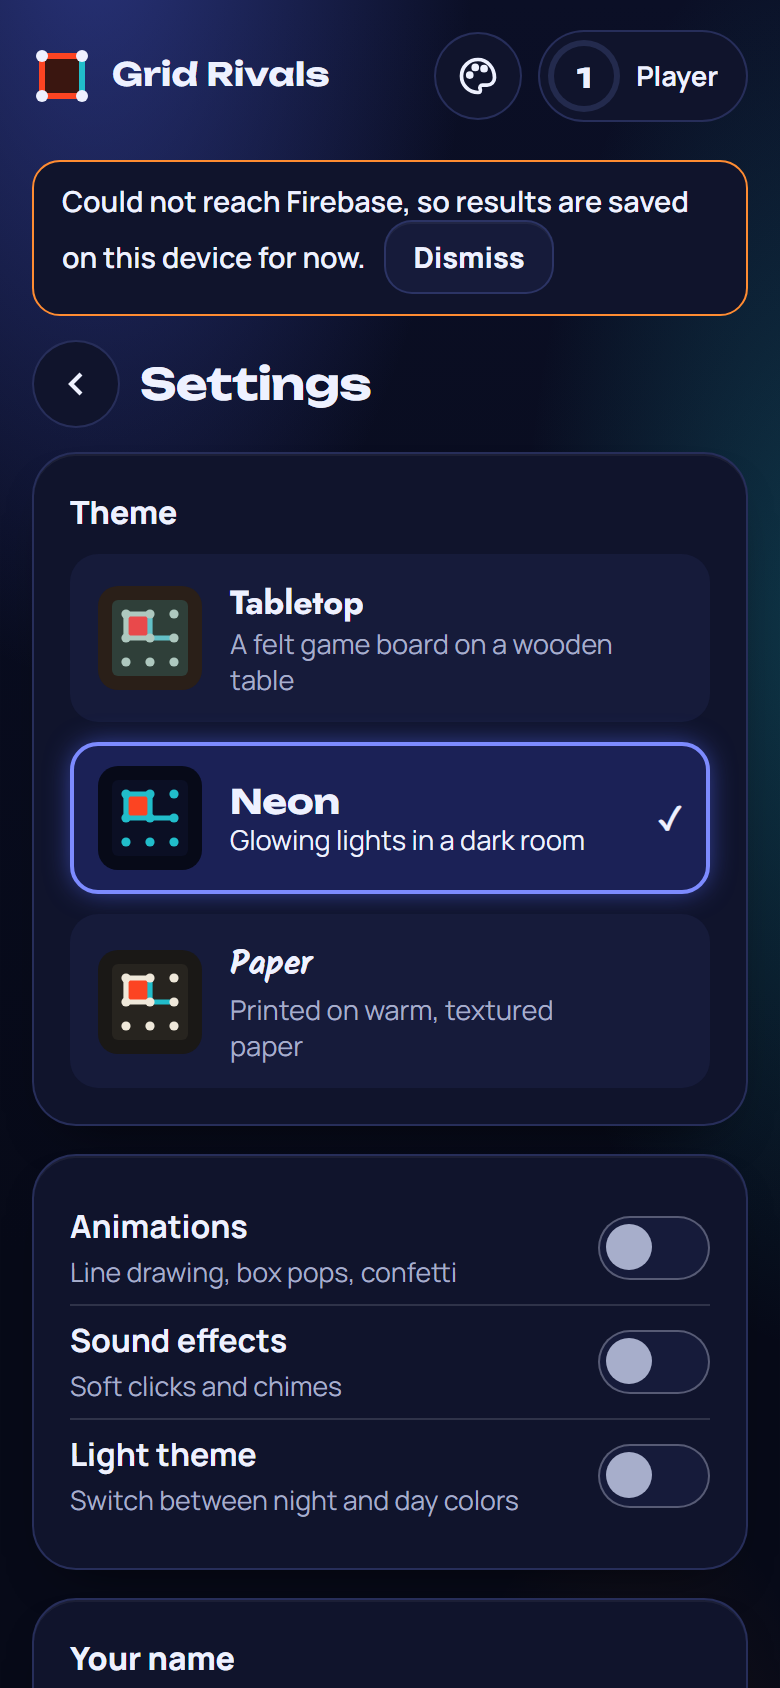 Grid Rivals
1
Player
Could not reach Firebase, so results are saved
on this device for now.
Dismiss
Settings
Theme
Tabletop
A felt game board on a wooden
table
Neon
Glowing lights in a dark room
Paper
Printed on warm, textured
paper
Animations
Line drawing, box pops, confetti
Sound effects
Soft clicks and chimes
Light theme
Switch between night and day colors
Your name